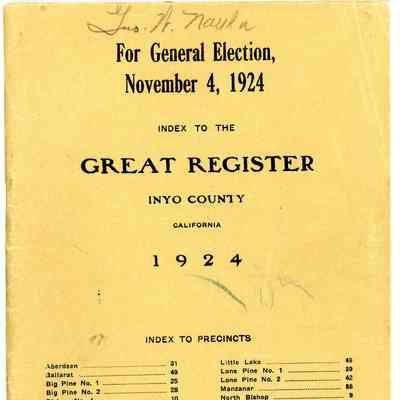 For General Election,
November 4, 1924
INDEX TO THE
GREAT REGISTER
INYO COUNTY
CALIFORNIA
1924
INDEX TO PRECINCTS
Aberdeen 31
Ballarat 49
Big Pine No. 1 25
Big Pine No. 2 28
Little Lake 45
Lone Pine No. 1 39
Lone Pine No. 2 42
Manzanar
North Bishop 9